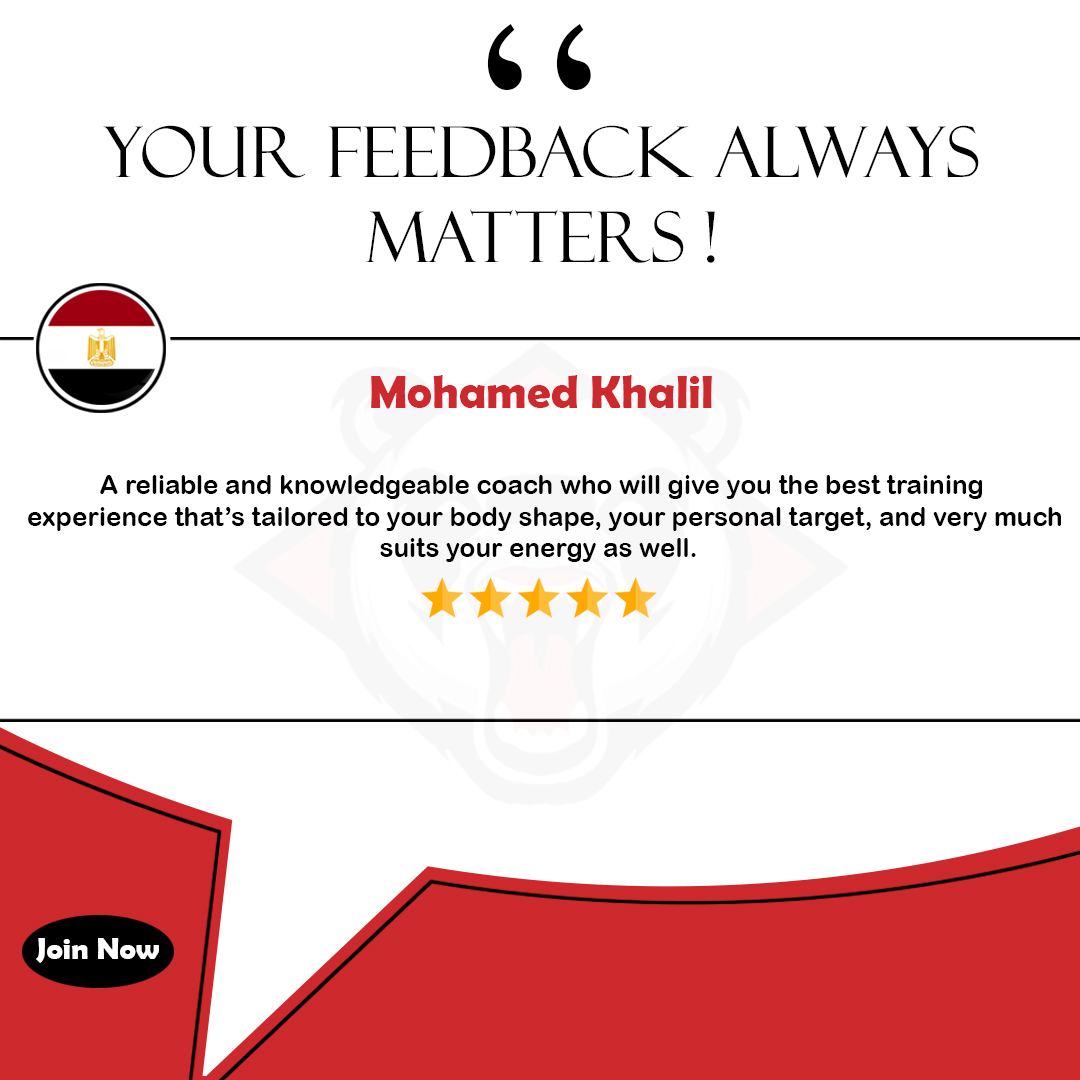 “
YOUR FEEDBACK ALWAYS
MATTERS !
Mohamed Khalil
A reliable and knowledgeable coach who will give you the best training
experience that’s tailored to your body shape, your personal target, and very much
suits your energy as well.
Join Now